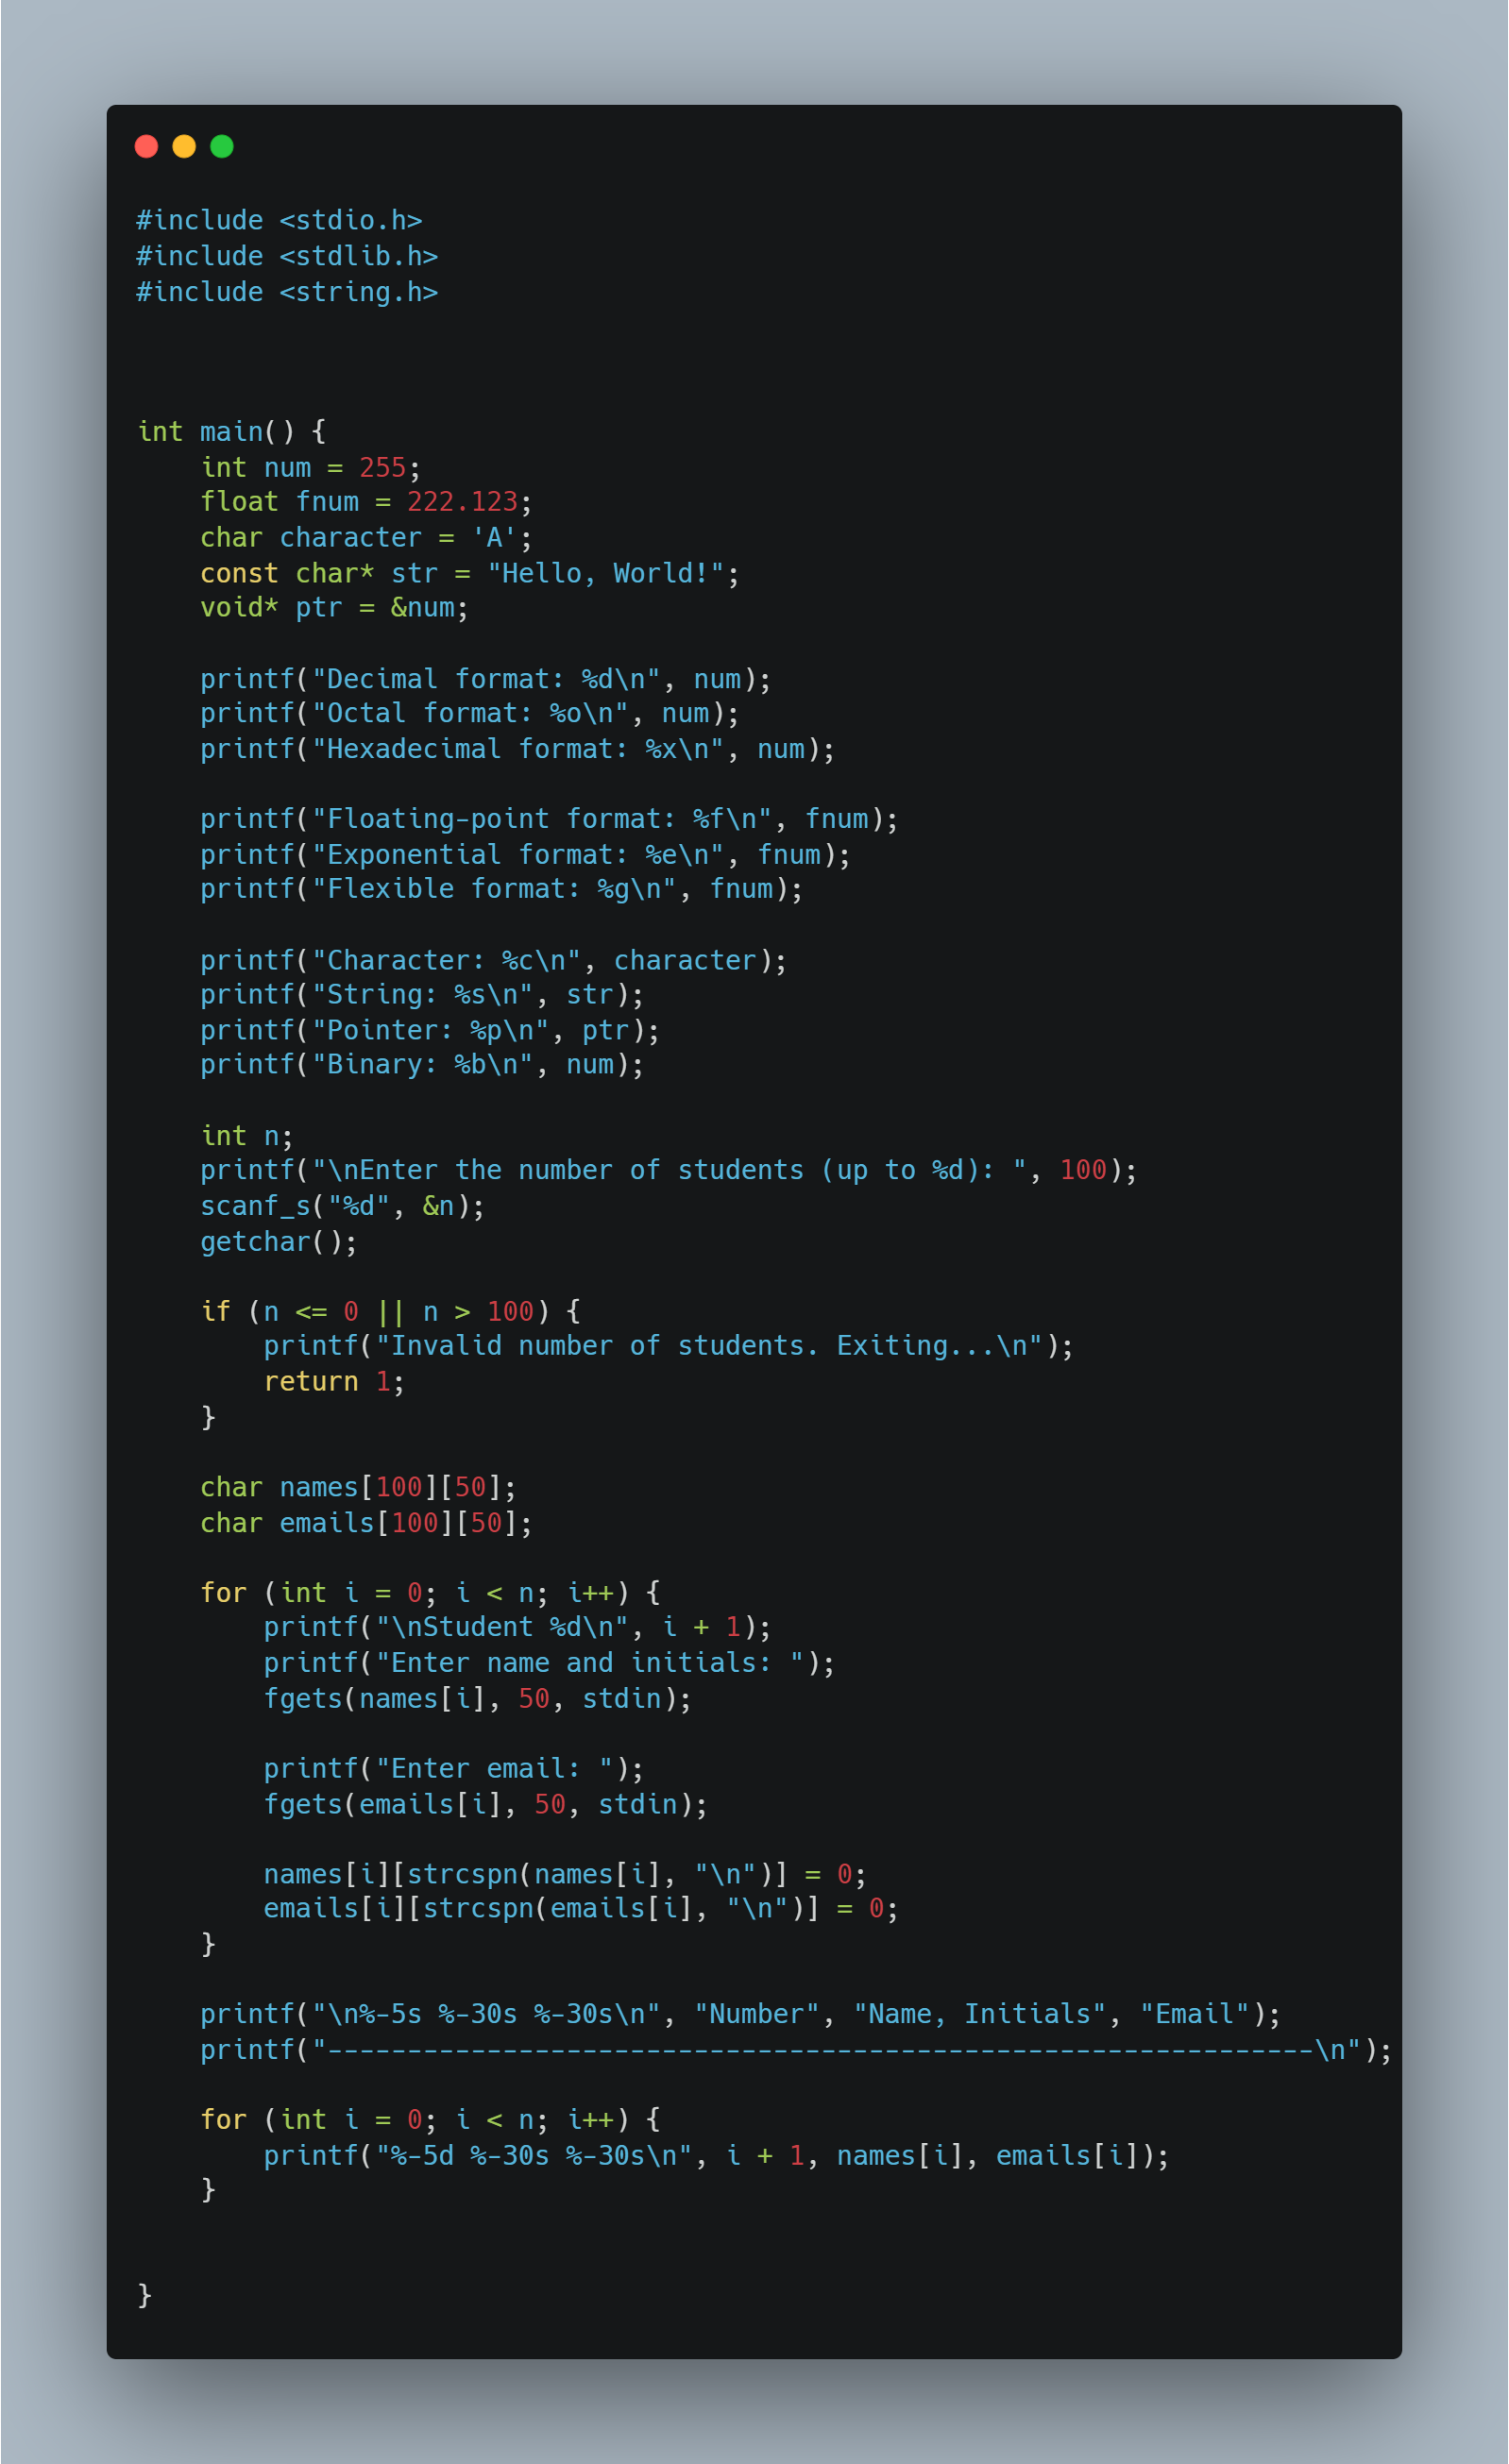 #include <stdio.h>
#include <stdlib.h>
#include <string.h>
int main() {
    int num = 255;
    float fnum = 222.123;
    char character = 'A';
    const char* str = "Hello, World!";
    void* ptr = &num;
    printf("Decimal format: %d\n", num);
    printf("Octal format: %o\n", num);
    printf("Hexadecimal format: %x\n", num);
    printf("Floating-point format: %f\n", fnum);
    printf("Exponential format: %e\n", fnum);
    printf("Flexible format: %g\n", fnum);
    printf("Character: %c\n", character);
    printf("String: %s\n", str);
    printf("Pointer: %p\n", ptr);
    printf("Binary: %b\n", num);
    int n;
    printf("\nEnter the number of students (up to %d): ", 100);
    scanf_s("%d", &n);
    getchar();
    if (n <= 0 || n > 100) {
        printf("Invalid number of students. Exiting...\n");
        return 1;
    }
    char names[100][50];
    char emails[100][50];
    for (int i = 0; i < n; i++) {
        printf("\nStudent %d\n", i + 1);
        printf("Enter name and initials: ");
        fgets(names[i], 50, stdin);
        printf("Enter email: ");
        fgets(emails[i], 50, stdin);
        names[i][strcspn(names[i], "\n")] = 0;
        emails[i][strcspn(emails[i], "\n")] = 0;
    }
    printf("\n%-5s %-30s %-30s\n", "Number", "Name, Initials", "Email");
    printf("--------------------------------------------------------------\n");
    for (int i = 0; i < n; i++) {
        printf("%-5d %-30s %-30s\n", i + 1, names[i], emails[i]);
    }
}